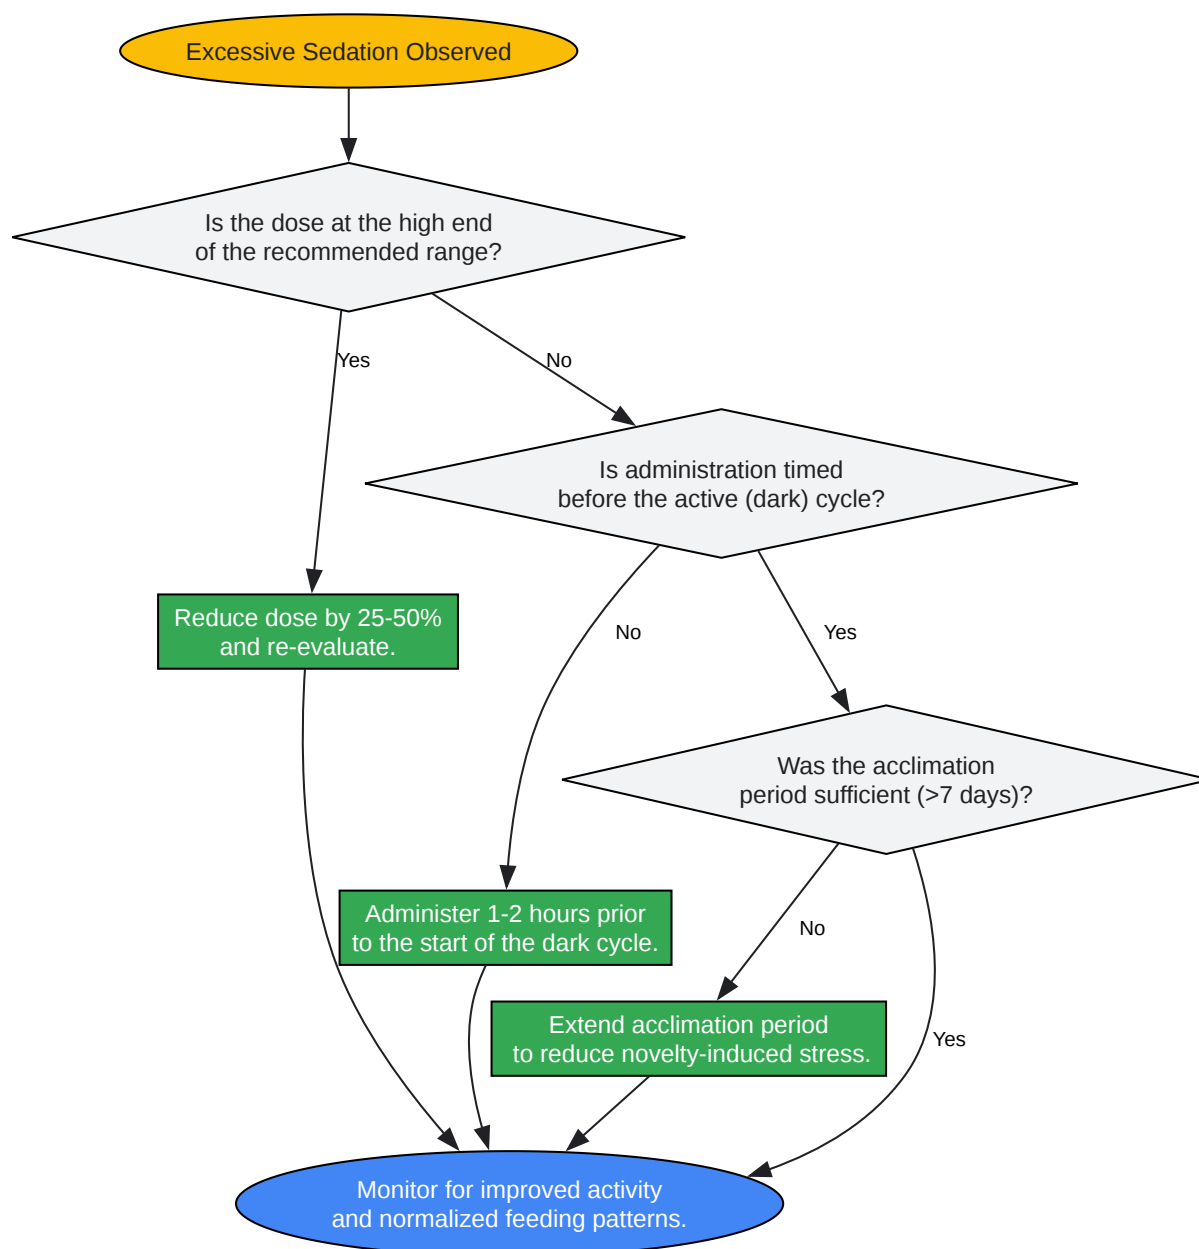 Excessive Sedation Observed
Is the dose at the high end
of the recommended range?
Yes
No
Is administration timed
before the active (dark) cycle?
Reduce dose by 25-50%
and re-evaluate.
No
Yes
Was the acclimation
period sufficient (>7 days)?
Administer 1-2 hours prior
to the start of the dark cycle.
No
Extend acclimation period
to reduce novelty-induced stress.
Yes
Monitor for improved activity
and normalized feeding patterns.